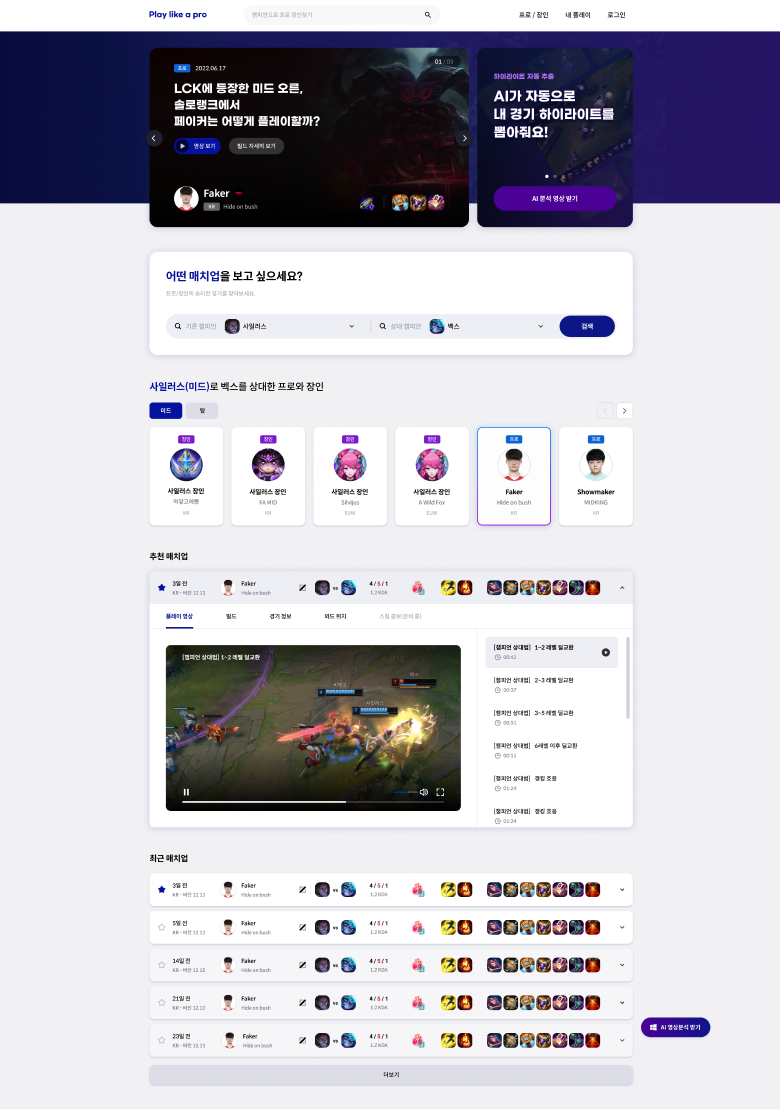 Play like a pro
챔피언으로 프로 장인찾기
프로 / 장인
내 플레이
로그인
프로
2022.06.17
01 / 05
LCK에 등장한 미드 오른,
솔로랭크에서
페이커는 어떻게 플레이할까?
영상 보기
빌드 자세히 보기
Faker
KR
Hide on bush
하이라이트 자동 추출
AI가 자동으로
내 경기 하이라이트를
뽑아줘요!
AI 분석 영상 받기
어떤 매치업을 보고 싶으세요?
프로/장인의 승리한 경기를 찾아보세요.
기준 챔피언
사일러스
상대 챔피언
벡스
검색
사일러스(미드)로 벡스를 상대한 프로와 장인
미드
탑
장인
사일러스 장인
KR
장인
사일러스 장인
FA MID
KR
장인
사일러스 장인
Silvijus
EUW
장인
사일러스 장인
A Wild Fox
EUW
프로
Faker
Hide on bush
KR
프로
Showmaker
MIDKING
KR
추천 매치업
3일 전
KR - 버전 12.13
Faker
Hide on bush
vs
4 / 5 / 1
1.2 KDA
플레이 영상
빌드
경기 정보
와드 위치
스킬 콤보(준비 중)
[챔피언 상대법] 1~2 레벨 딜교환
사일러스
벡스
[챔피언 상대법] 1~2 레벨 딜교환
00:42
[챔피언 상대법] 2~3 레벨 딜교환
00:37
[챔피언 상대법] 3~5 레벨 딜교환
00:51
[챔피언 상대법] 6레벨 이후 딜교환
00:51
[챔피언 상대법] 갱킹 호응
01:24
[챔피언 상대법] 갱킹 호응
01:24
최근 매치업
3일 전
KR - 버전 12.13
Faker
Hide on bush
vs
4 / 5 / 1
1.2 KDA
5일 전
KR - 버전 12.13
Faker
Hide on bush
vs
4 / 5 / 1
1.2 KDA
14일 전
KR - 버전 12.12
Faker
Hide on bush
vs
4 / 5 / 1
1.2 KDA
21일 전
KR - 버전 12.13
Faker
Hide on bush
vs
4 / 5 / 1
1.2 KDA
23일 전
KR - 버전 12.13
Faker
Hide on bush
vs
4 / 5 / 1
1.2 KDA
더보기
AI 영상분석 받기